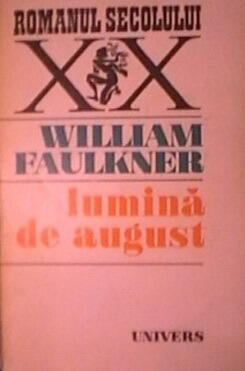 ROMANUL SECOLULUI
XX
WILLIAM
FAULKNER
lumină
de august
UNIVERS